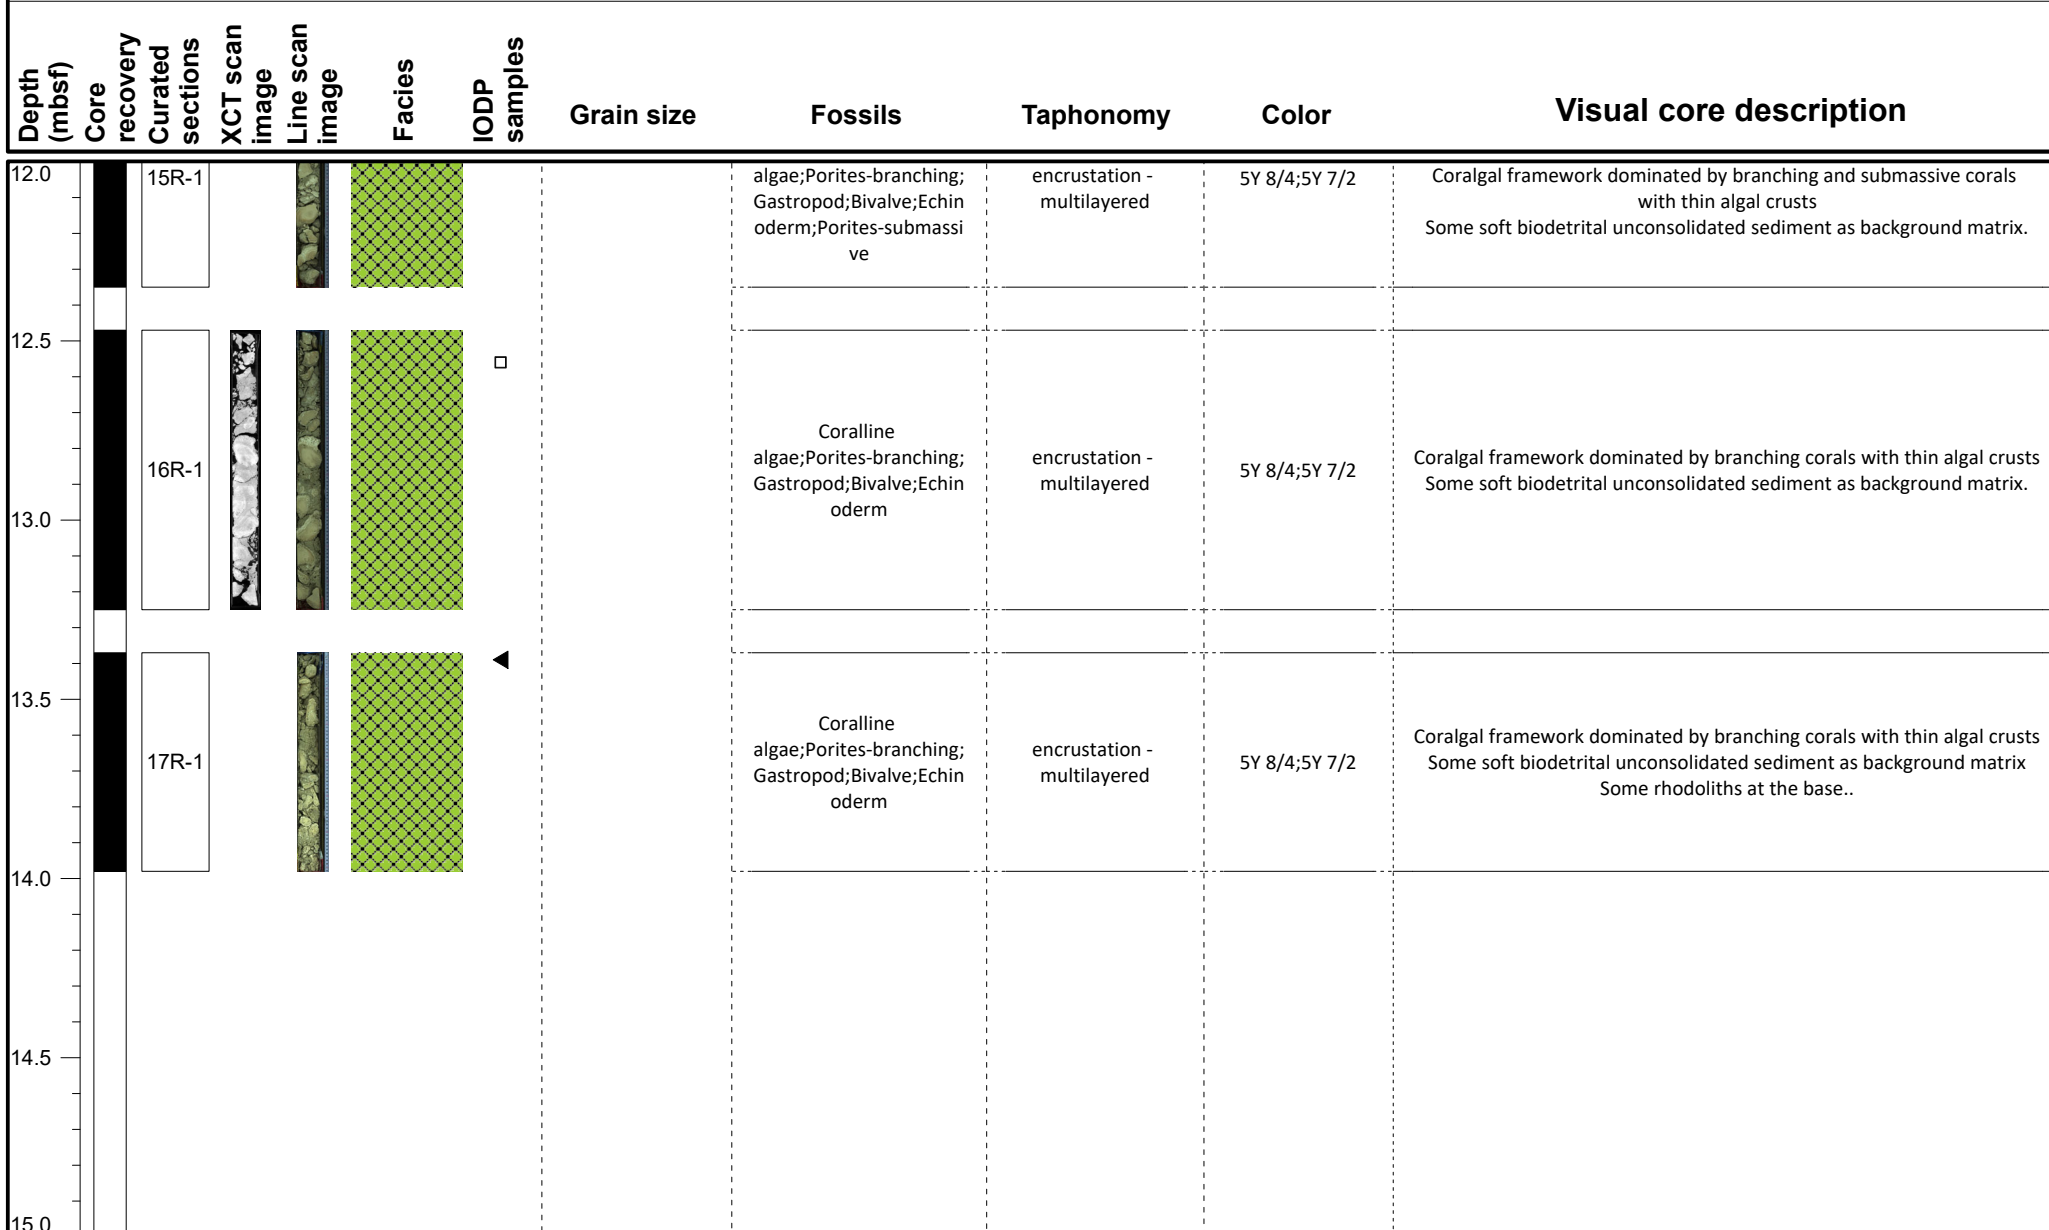 Depth
(mbsf)
Core
recovery
Curated
sections
XCT scan
image
Line scan
image
Facies
IODP
samples
Grain size
Fossils
Taphonomy
Color
Visual core description
12.0
15R-1
algae;Porites-branching;
Gastropod;Bivalve;Echin
oderm;Porites-submassi
ve
encrustation -
multilayered
5Y 8/4;5Y 7/2
Coralgal framework dominated by branching and submassive corals
with thin algal crusts
Some soft biodetrital unconsolidated sediment as background matrix.
12.5
16R-1
Coralline
algae;Porites-branching;
Gastropod;Bivalve;Echin
oderm
encrustation -
multilayered
5Y 8/4;5Y 7/2
Coralgal framework dominated by branching corals with thin algal crusts
Some soft biodetrital unconsolidated sediment as background matrix.
13.0
13.5
17R-1
Coralline
algae;Porites-branching;
Gastropod;Bivalve;Echin
oderm
encrustation -
multilayered
5Y 8/4;5Y 7/2
Coralgal framework dominated by branching corals with thin algal crusts
Some soft biodetrital unconsolidated sediment as background matrix
Some rhodoliths at the base..
14.0
14.5
15.0